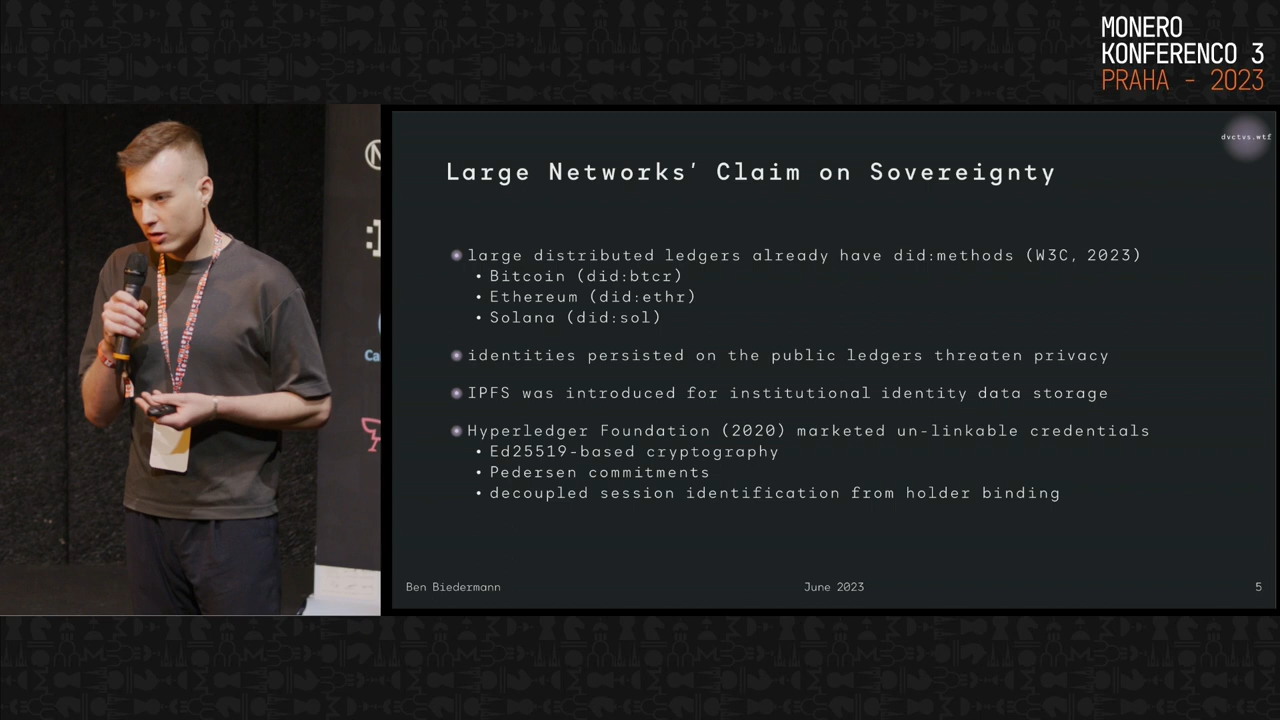 MONERO
KONFERENCO 3
PRAHA - 2023
dvctvs.wtf
Large Networks' Claim on Sovereignty
large distributed ledgers already have did:methods (W3C, 2023)
• Bitcoin (did:btcr)
• Ethereum (did:ethr)
• Solana (did:sol)
identities persisted on the public ledgers threaten privacy
IPFS was introduced for institutional identity data storage
Hyperledger Foundation (2020) marketed un-linkable credentials
• Ed25519-based cryptography
• Pedersen commitments
• decoupled session identification from holder binding
Ben Biedermann
June 2023
5
Ca